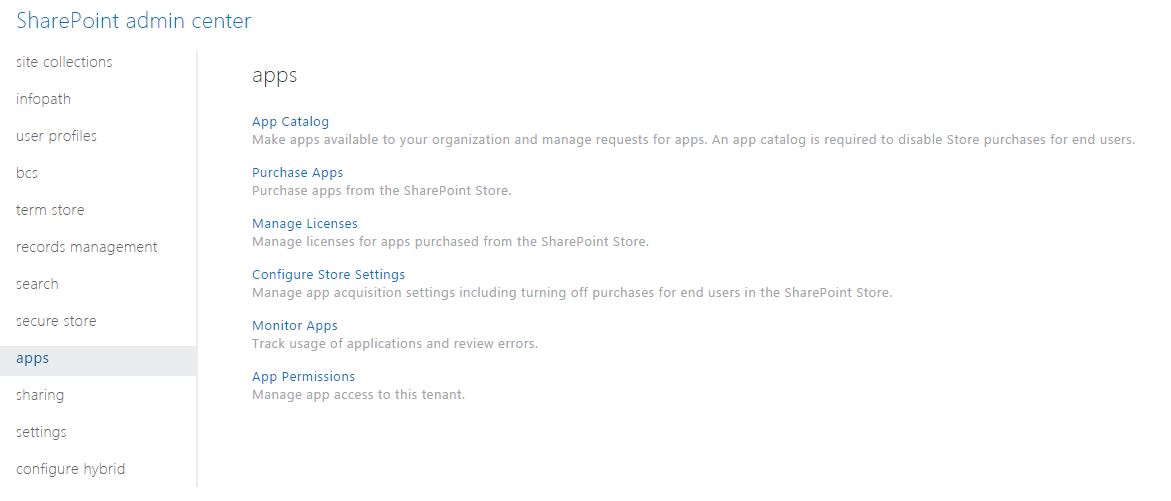 SharePoint admin center
site collections
infopath
user profiles
bcs
term store
records management
search
secure store
apps
sharing
settings
configure hybrid
apps
App Catalog
Make apps available to your organization and manage requests for apps. An app catalog is required to disable Store purchases for end users.
Purchase Apps
Purchase apps from the SharePoint Store.
Manage Licenses
Manage licenses for apps purchased from the SharePoint Store.
Configure Store Settings
Manage app acquisition settings including turning off purchases for end users in the SharePoint Store.
Monitor Apps
Track usage of applications and review errors.
App Permissions
Manage app access to this tenant.